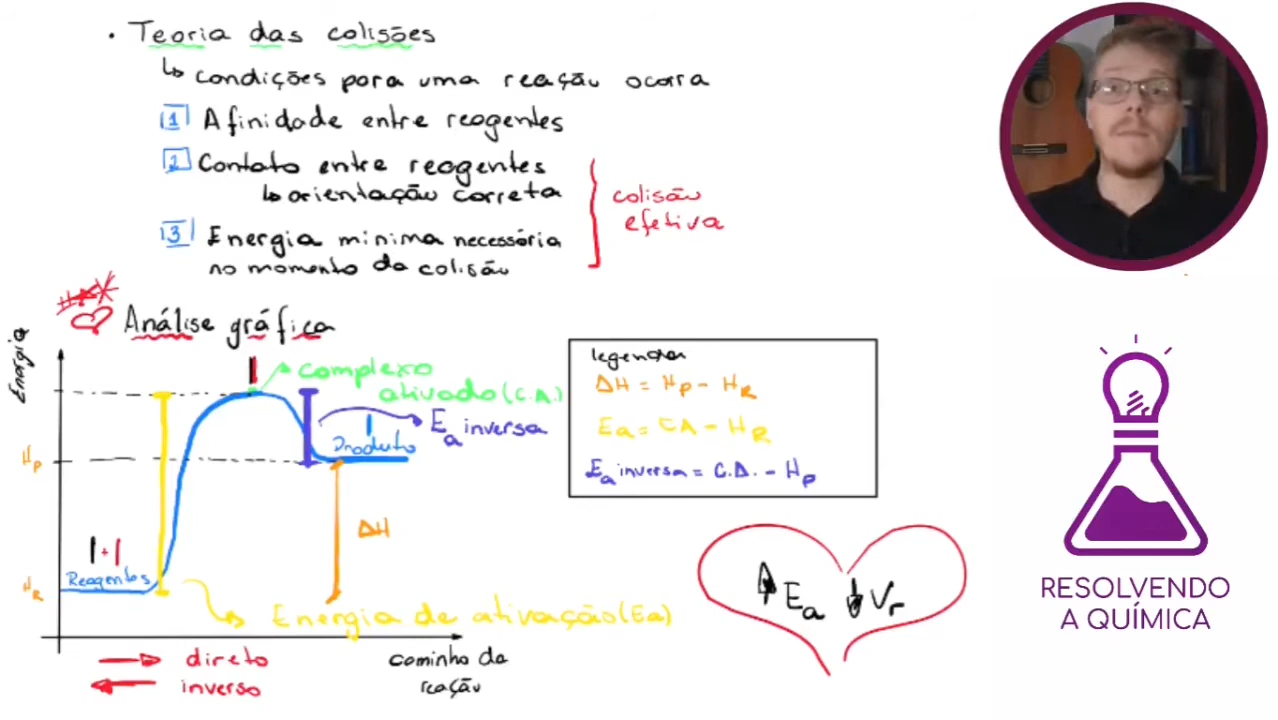 • Teoria das colisões
↳ condições para uma reação ocorra
1 Afinidade entre reagentes
2 Contato entre reagentes
↳ orientação correta
3 Energia mínima necessária
no momento da colisão
colisão
efetiva
Análise gráfica
Energia
complexo
ativado (C.A.)
Ea inversa
Produto
HP
ΔH
Reagentes
HR
Energia de ativação (Ea)
direto
inverso
caminho da
reação
legenda
ΔH = HP - HR
Ea = CA - HR
Ea inversa = C.A. - HP
↑ Ea ↓ Vr
RESOLVENDO
A QUÍMICA